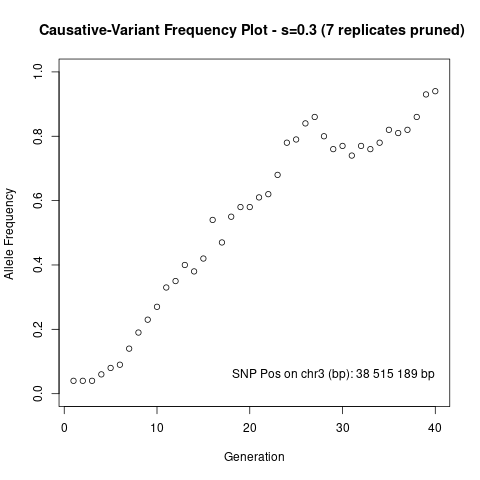 Causative-Variant Frequency Plot - s=0.3 (7 replicates pruned)
1.0
0.8
0.6
0.4
0.2
0.0
Allele Frequency
SNP Pos on chr3 (bp): 38 515 189 bp
0 10 20 30 40
Generation